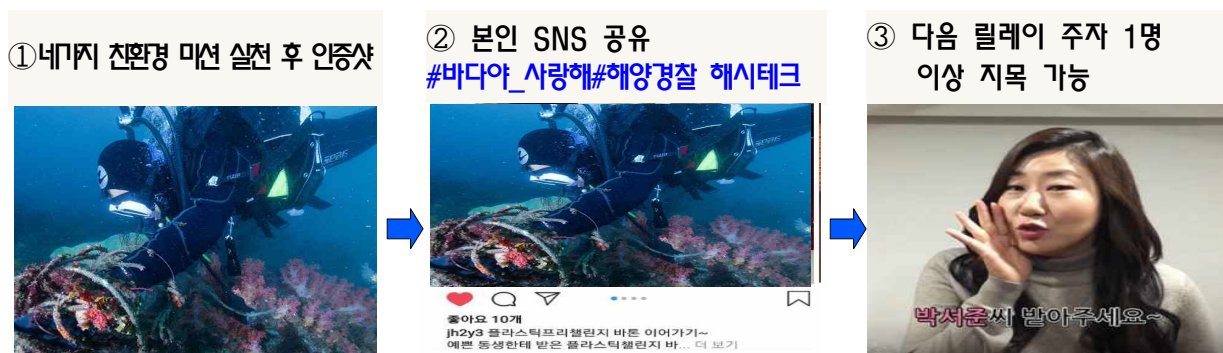 ①네가지 친환경 미션 실천 후 인증샷
② 본인 SNS 공유
#바다야_사랑해#해양경찰 해시테크
③ 다음 릴레이 주자 1명
이상 지목 가능
좋아요 10개
jh2y3 플라스틱프리챌린지 바톤 이어가기~
예쁜 동생한테 받은 플라스틱챌린지 바... 더 보기
박서준씨 받아주세요~